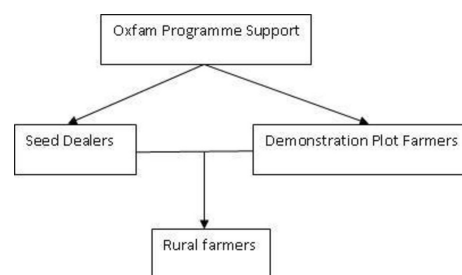 Oxfam Programme Support
Seed Dealers
Demonstration Plot Farmers
Rural farmers